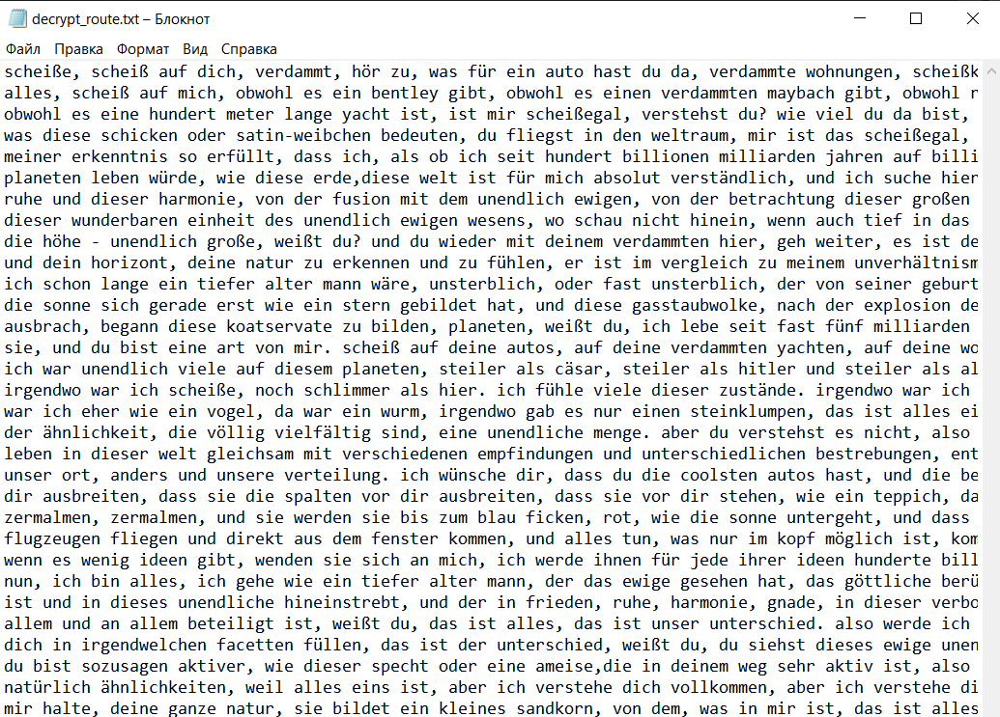 decrypt_route.txt – Блокнот
Файл Правка Формат Вид Справка
scheiße, scheiß auf dich, verdammt, hör zu, was für ein auto hast du da, verdammte wohnungen, scheißk
alles, scheiß auf mich, obwohl es ein bentley gibt, obwohl es einen verdammten maybach gibt, obwohl
obwohl es eine hundert meter lange yacht ist, ist mir scheißegal, verstehst du? wie viel du da bist,
was diese schicken oder satin-weibchen bedeuten, du fliegst in den weltraum, mir ist das scheißegal,
meiner erkenntnis so erfüllt, dass ich, als ob ich seit hundert billionen milliarden jahren auf billi
planeten leben würde, wie diese erde,diese welt ist für mich absolut verständlich, und ich suche hier
ruhe und dieser harmonie, von der fusion mit dem unendlich ewigen, von der betrachtung dieser großen
dieser wunderbaren einheit des unendlich ewigen wesens, wo schau nicht hinein, wenn auch tief in das
die höhe - unendlich große, weißt du? und du wieder mit deinem verdammten hier, geh weiter, es ist de
und dein horizont, deine natur zu erkennen und zu fühlen, er ist im vergleich zu meinem unverhältnism
ich schon lange ein tiefer alter mann wäre, unsterblich, oder fast unsterblich, der von seiner geburt
die sonne sich gerade erst wie ein stern gebildet hat, und diese gasstaubwolke, nach der explosion de
ausbrach, begann diese koatservate zu bilden, planeten, weißt du, ich lebe seit fast fünf milliarden
sie, und du bist eine art von mir. scheiß auf deine autos, auf deine verdammten yachten, auf deine wo
ich war unendlich viele auf diesem planeten, steiler als cäsar, steiler als hitler und steiler als al
irgendwo war ich scheiße, noch schlimmer als hier. ich fühle viele dieser zustände. irgendwo war ich
war ich eher wie ein vogel, da war ein wurm, irgendwo gab es nur einen steinklumpen, das ist alles ei
der ähnlichkeit, die völlig vielfältig sind, eine unendliche menge. aber du verstehst es nicht, also
leben in dieser welt gleichsam mit verschiedenen empfindungen und unterschiedlichen bestrebungen, ent
unser ort, anders und unsere verteilung. ich wünsche dir, dass du die coolsten autos hast, und die be
dir ausbreiten, dass sie die spalten vor dir ausbreiten, dass sie vor dir stehen, wie ein teppich, da
zermalmen, zermalmen, und sie werden sie bis zum blau ficken, rot, wie die sonne untergeht, und dass
flugzeugen fliegen und direkt aus dem fenster kommen, und alles tun, was nur im kopf möglich ist, kom
wenn es wenig ideen gibt, wenden sie sich an mich, ich werde ihnen für jede ihrer ideen hunderte bill
nun, ich bin alles, ich gehe wie ein tiefer alter mann, der das ewige gesehen hat, das göttliche berü
ist und in dieses unendliche hineinstrebt, und der in frieden, ruhe, harmonie, gnade, in dieser verbo
allem und an allem beteiligt ist, weißt du, das ist alles, das ist unser unterschied. also werde ich
dich in irgendwelchen facetten füllen, das ist der unterschied, weißt du, du siehst dieses ewige unen
du bist sozusagen aktiver, wie dieser specht oder eine ameise,die in deinem weg sehr aktiv ist, also
natürlich ähnlichkeiten, weil alles eins ist, aber ich verstehe dich vollkommen, aber ich verstehe di
mir halte, deine ganze natur, sie bildet ein kleines sandkorn, von dem, was in mir ist, das ist alles